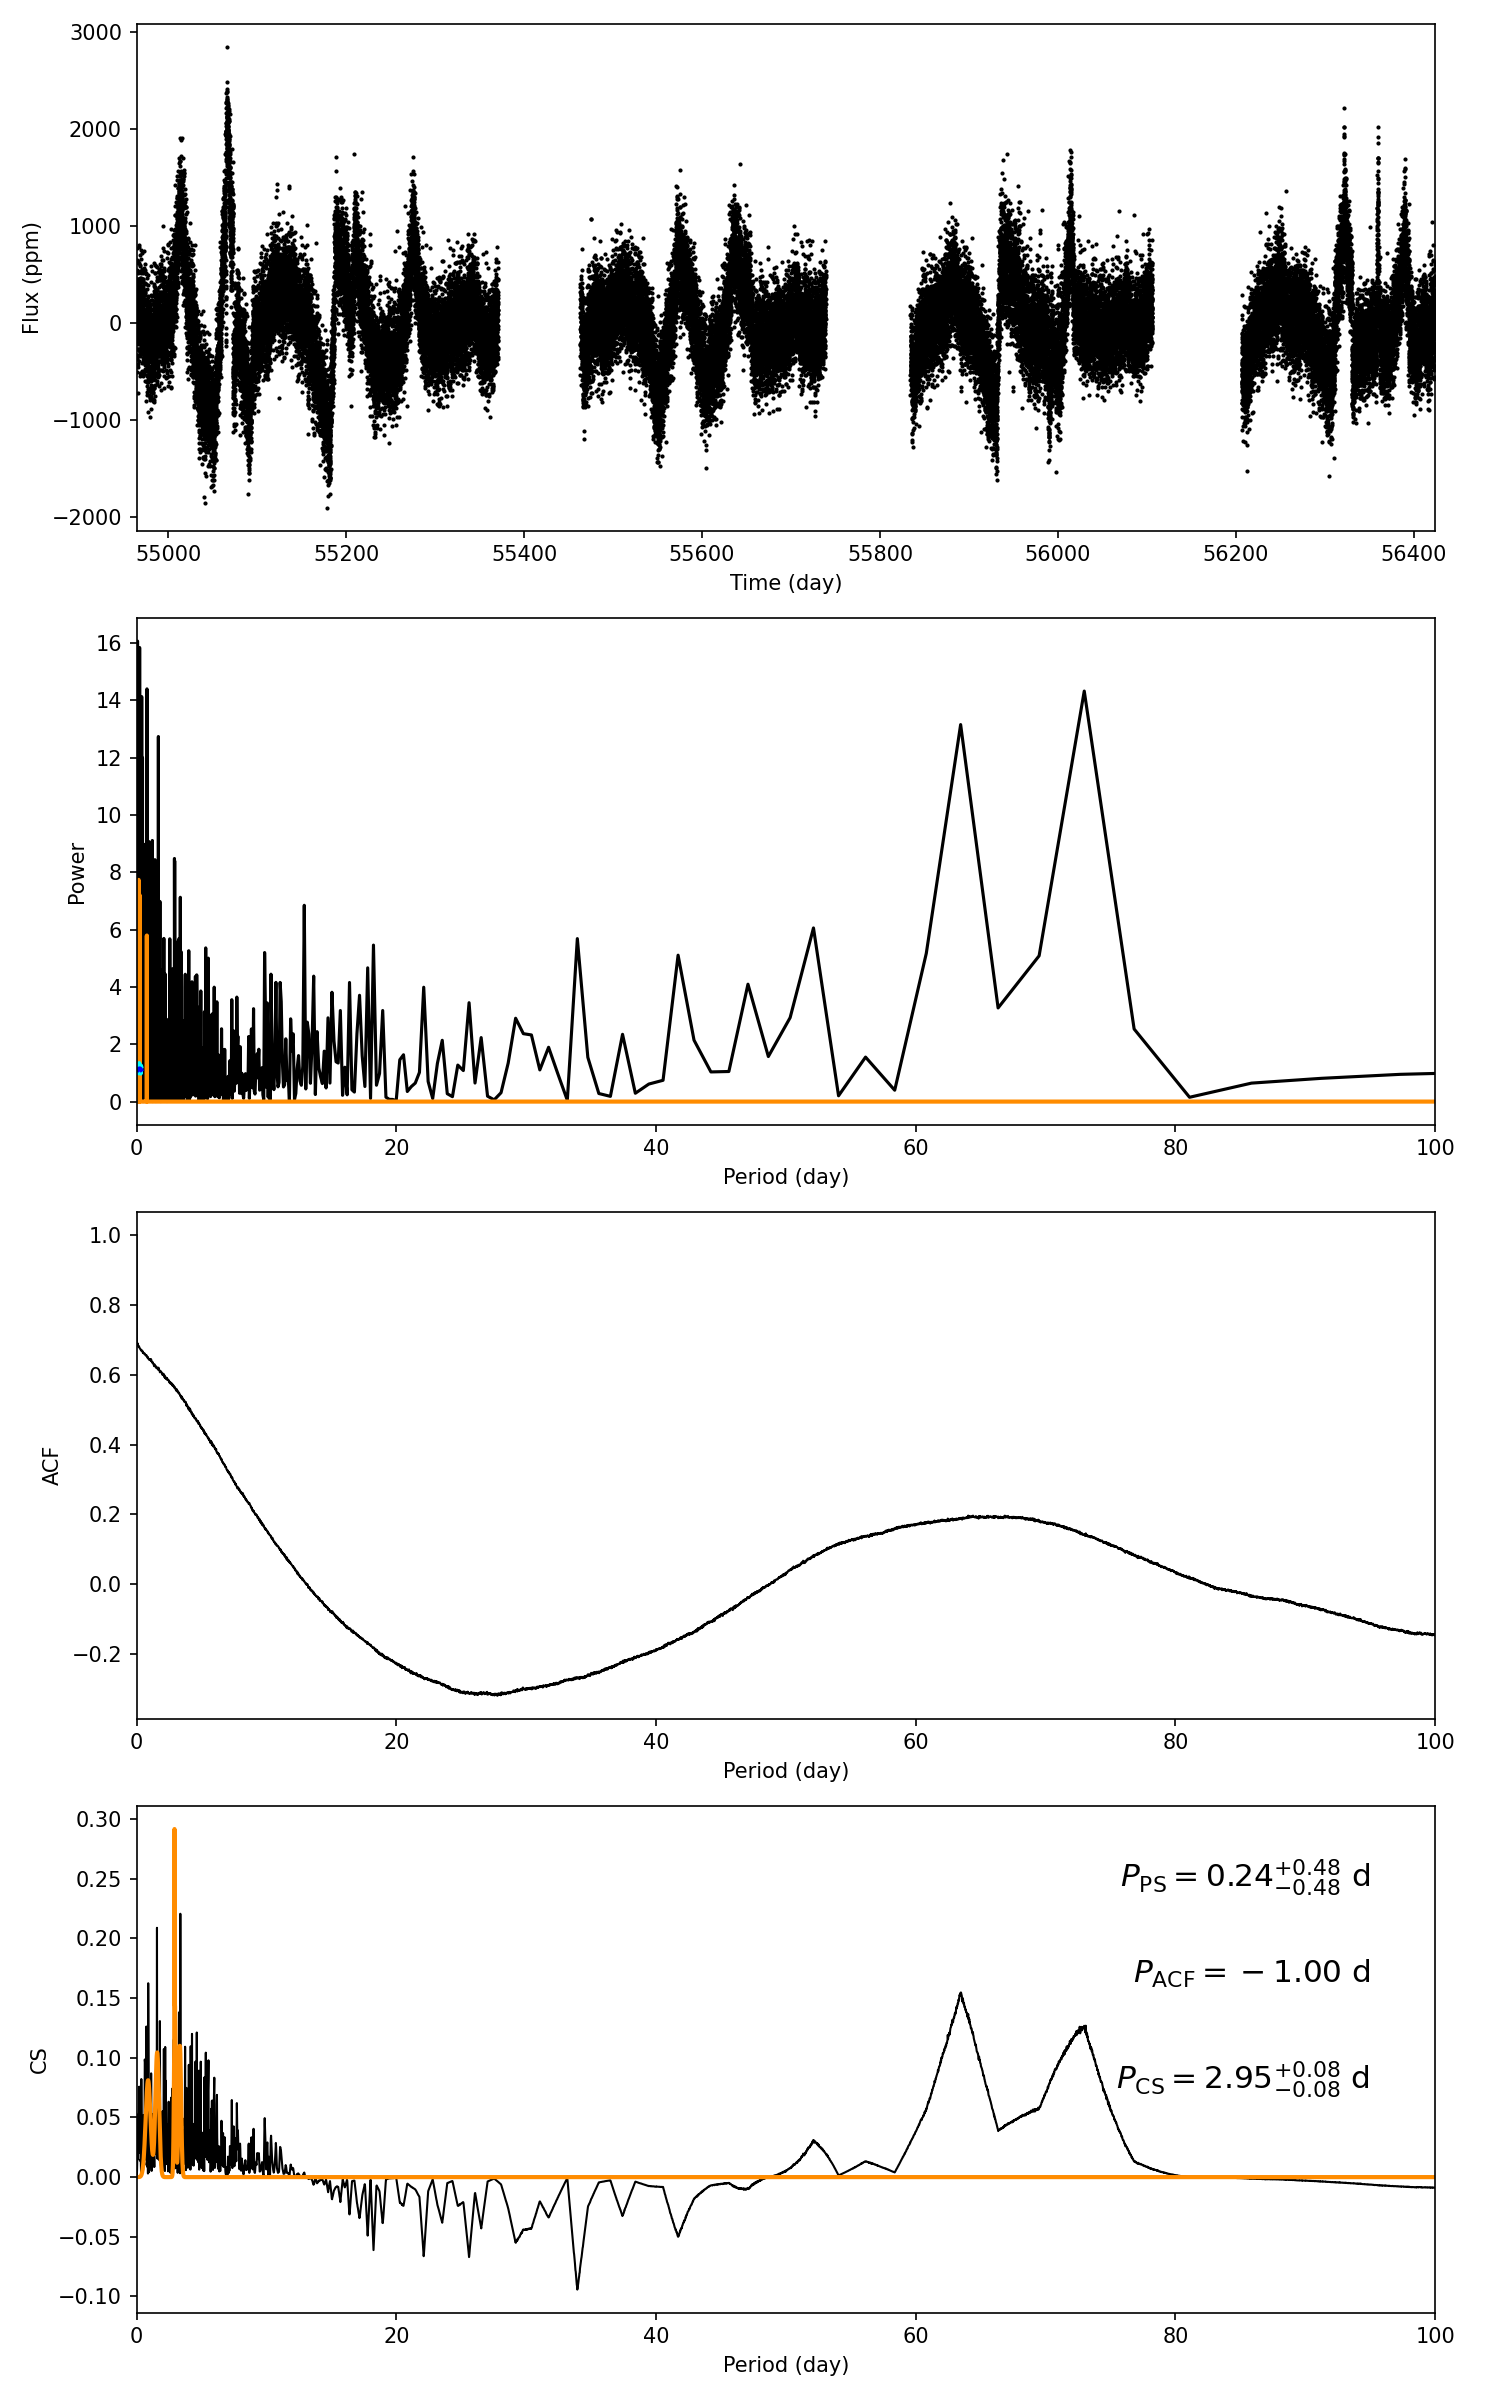 3000
2000
1000
0
−1000
−2000
Flux (ppm)
55000 55200 55400 55600 55800 56000 56200 56400
Time (day)
16
14
12
10
8
6
4
2
0
Power
0 20 40 60 80 100
Period (day)
1.0
0.8
0.6
0.4
0.2
0.0
−0.2
ACF
0 20 40 60 80 100
Period (day)
0.30
0.25
0.20
0.15
0.10
0.05
0.00
−0.05
−0.10
CS
P_PS = 0.24 +0.48 −0.48 d
P_ACF = −1.00 d
P_CS = 2.95 +0.08 −0.08 d
0 20 40 60 80 100
Period (day)